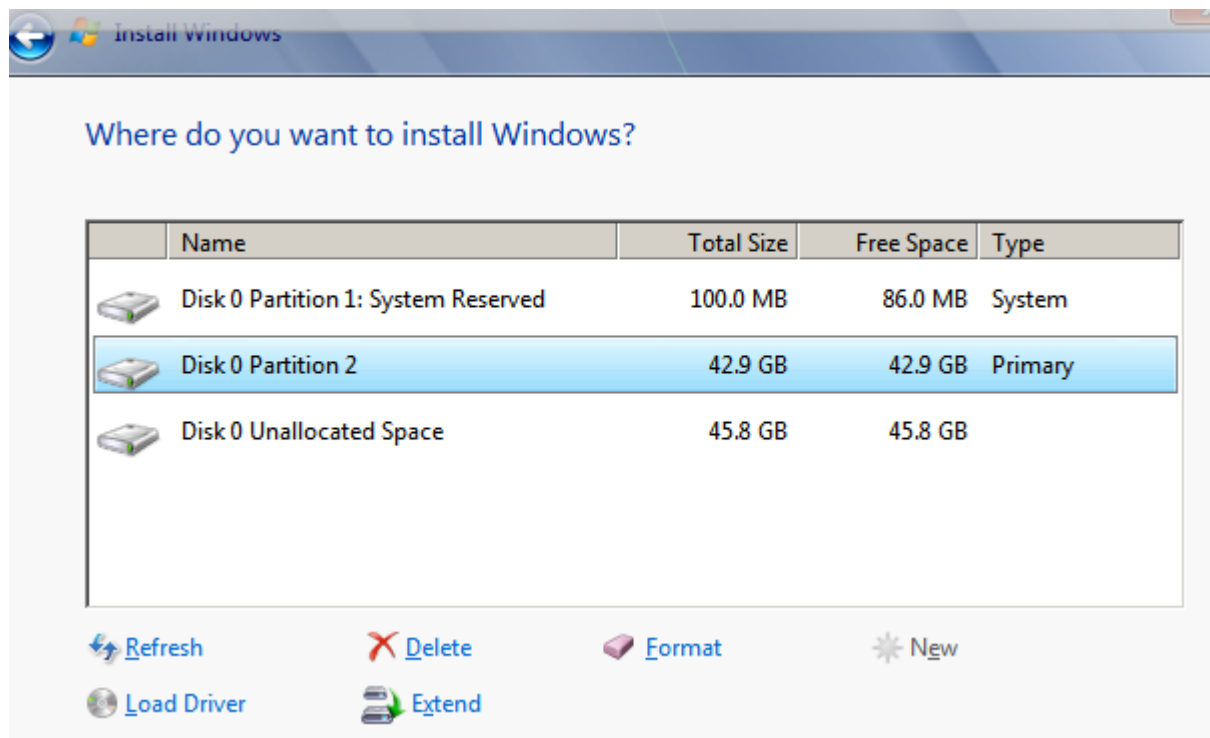 Install Windows
Where do you want to install Windows?
Name Total Size Free Space Type
Disk 0 Partition 1: System Reserved 100.0 MB 86.0 MB System
Disk 0 Partition 2 42.9 GB 42.9 GB Primary
Disk 0 Unallocated Space 45.8 GB 45.8 GB
Refresh Delete Format New
Load Driver Extend